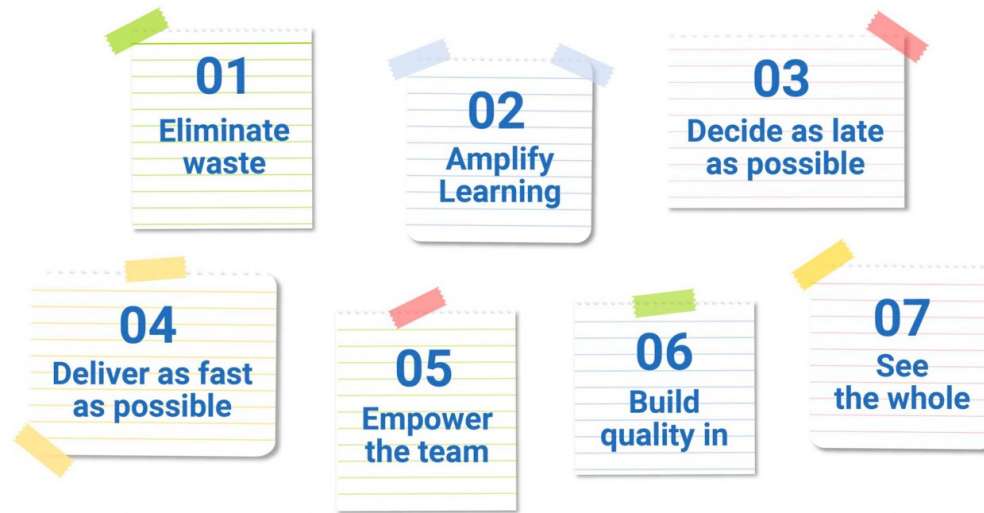 01
Eliminate
waste
02
Amplify
Learning
03
Decide as late
as possible
04
Deliver as fast
as possible
05
Empower
the team
06
Build
quality in
07
See
the whole